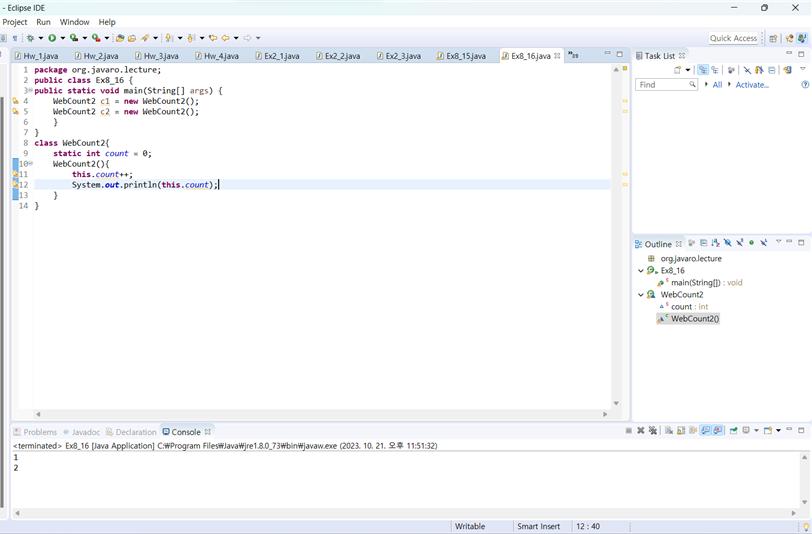 - Eclipse IDE
Project Run Window Help
Quick Access
Hw_1.java Hw_2.java Hw_3.java Hw_4.java Ex2_1.java Ex2_2.java Ex2_3.java Ex8_15.java Ex8_16.java
1 package org.javaro.lecture;
2 public class Ex8_16 {
3 public static void main(String[] args) {
4 WebCount2 c1 = new WebCount2();
5 WebCount2 c2 = new WebCount2();
6 }
7 }
8 class WebCount2{
9 static int count = 0;
10 WebCount2(){
11 this.count++;
12 System.out.println(this.count);
13 }
14 }
Task List
Find All Activate...
Outline
org.javaro.lecture
Ex8_16
main(String[]) : void
WebCount2
count : int
WebCount2()
Problems Javadoc Declaration Console
<terminated> Ex8_16 [Java Application] C:₩Program Files₩Java₩jre1.8.0_73₩bin₩javaw.exe (2023. 10. 21. 오후 11:51:32)
1
2
Writable Smart Insert 12 : 40